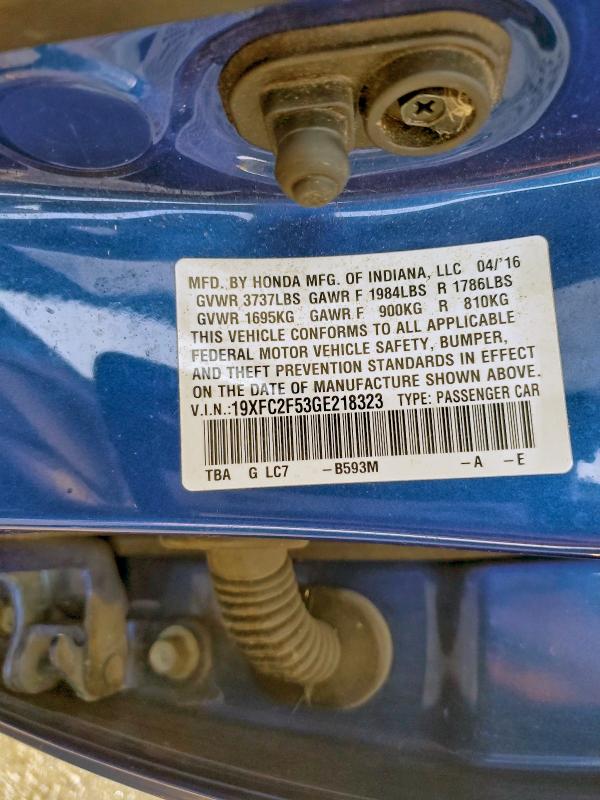 MFD. BY HONDA MFG. OF INDIANA, LLC 04/'16
GVWR 3737LBS GAWR F 1984LBS R 1786LBS
GVWR 1695KG GAWR F 900KG R 810KG
THIS VEHICLE CONFORMS TO ALL APPLICABLE
FEDERAL MOTOR VEHICLE SAFETY, BUMPER,
AND THEFT PREVENTION STANDARDS IN EFFECT
ON THE DATE OF MANUFACTURE SHOWN ABOVE.
V.I.N.:19XFC2F53GE218323 TYPE: PASSENGER CAR
TBA G LC7 -B593M -A -E